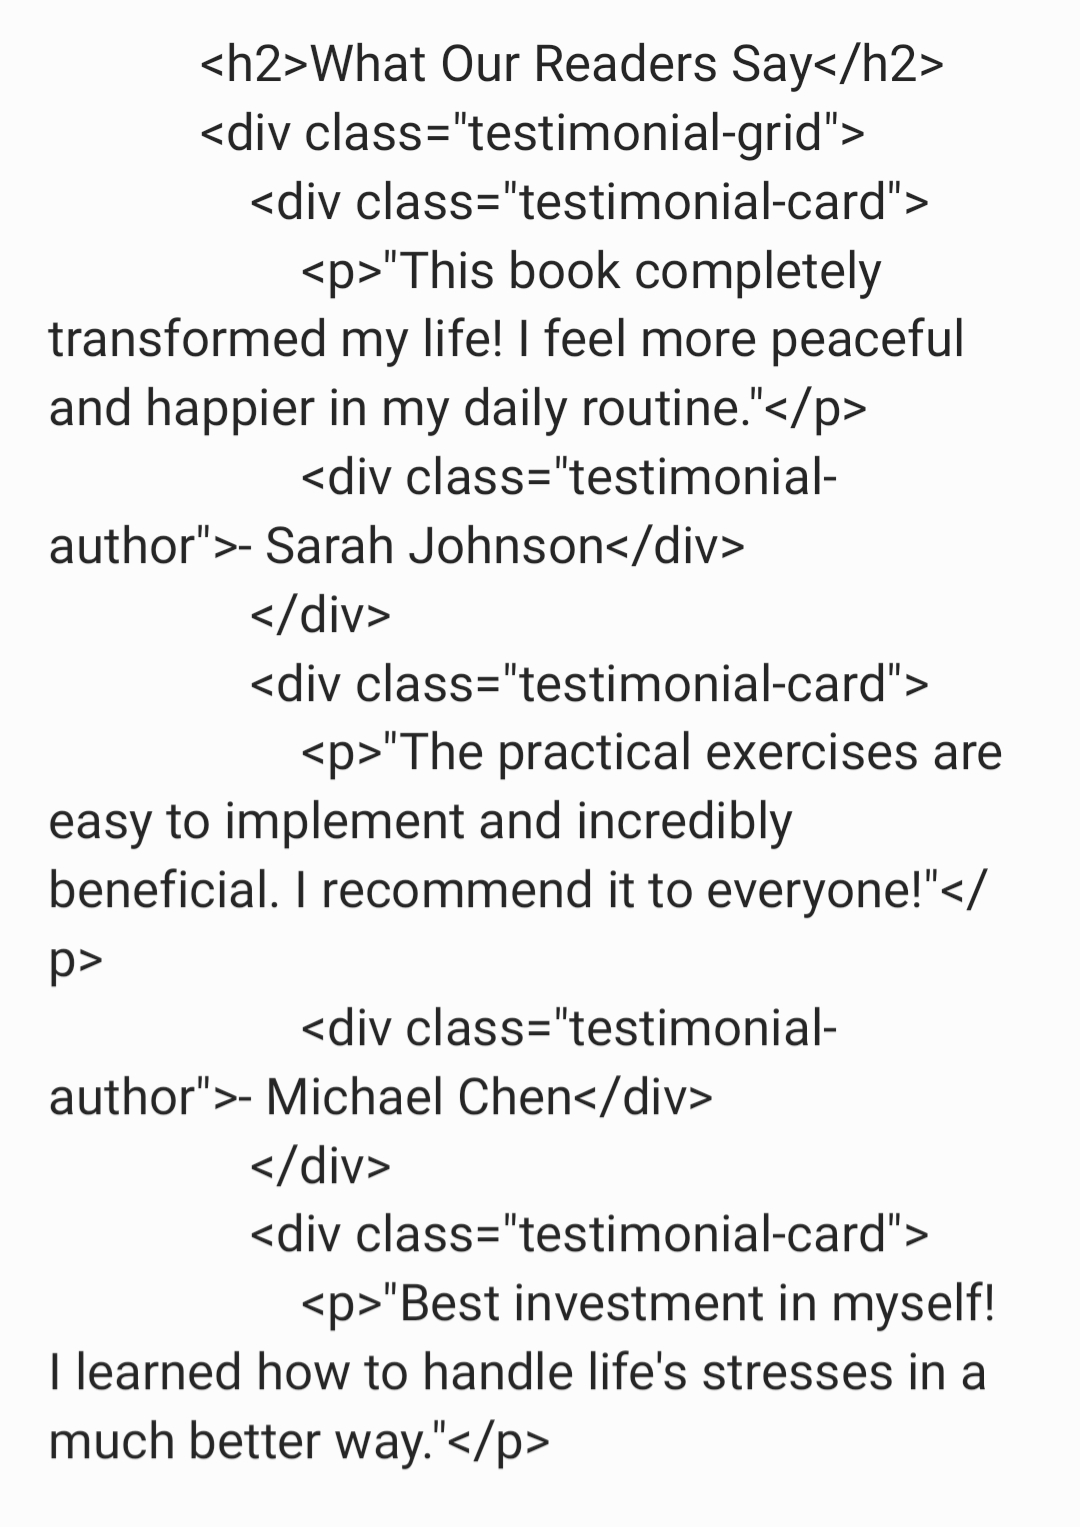 <h2>What Our Readers Say</h2>
<div class="testimonial-grid">
<div class="testimonial-card">
<p>"This book completely
transformed my life! I feel more peaceful
and happier in my daily routine."</p>
<div class="testimonial-
author">- Sarah Johnson</div>
</div>
<div class="testimonial-card">
<p>"The practical exercises are
easy to implement and incredibly
beneficial. I recommend it to everyone!"</
p>
<div class="testimonial-
author">- Michael Chen</div>
</div>
<div class="testimonial-card">
<p>"Best investment in myself!
I learned how to handle life's stresses in a
much better way."</p>